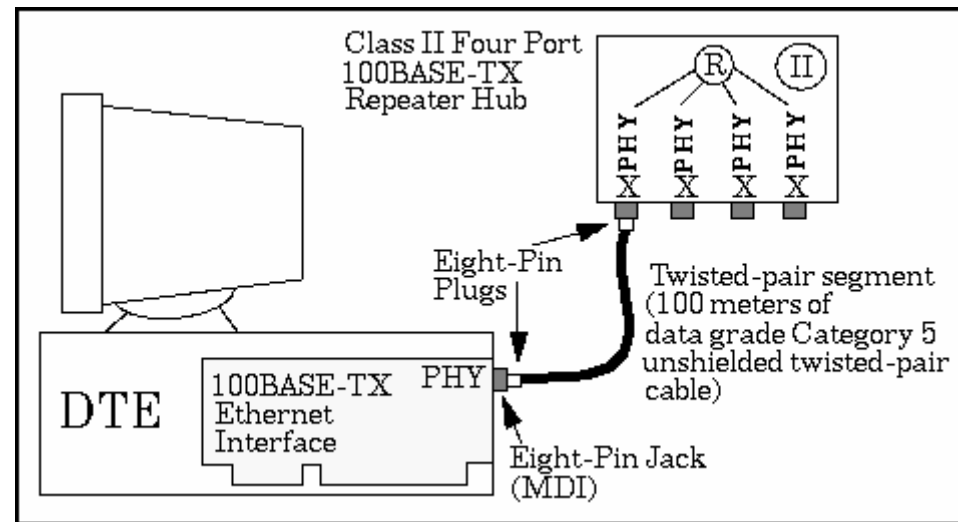 Class II Four Port
100BASE-TX
Repeater Hub
R
II
PHY
PHY
PHY
PHY
X
X
X
X
Eight-Pin
Plugs
Twisted-pair segment
(100 meters of
data grade Category 5
unshielded twisted-pair
cable)
DTE
100BASE-TX
Ethernet
Interface
PHY
Eight-Pin Jack
(MDI)